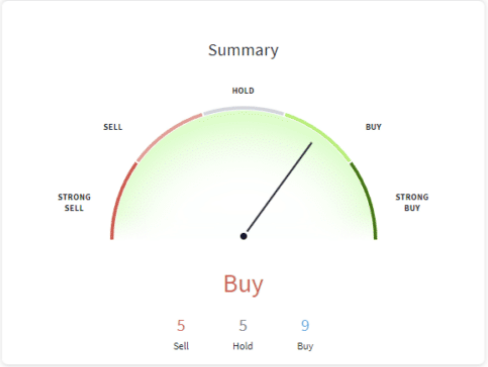 Summary
HOLD
SELL
BUY
STRONG
SELL
STRONG
BUY
Buy
5 5 9
Sell Hold Buy